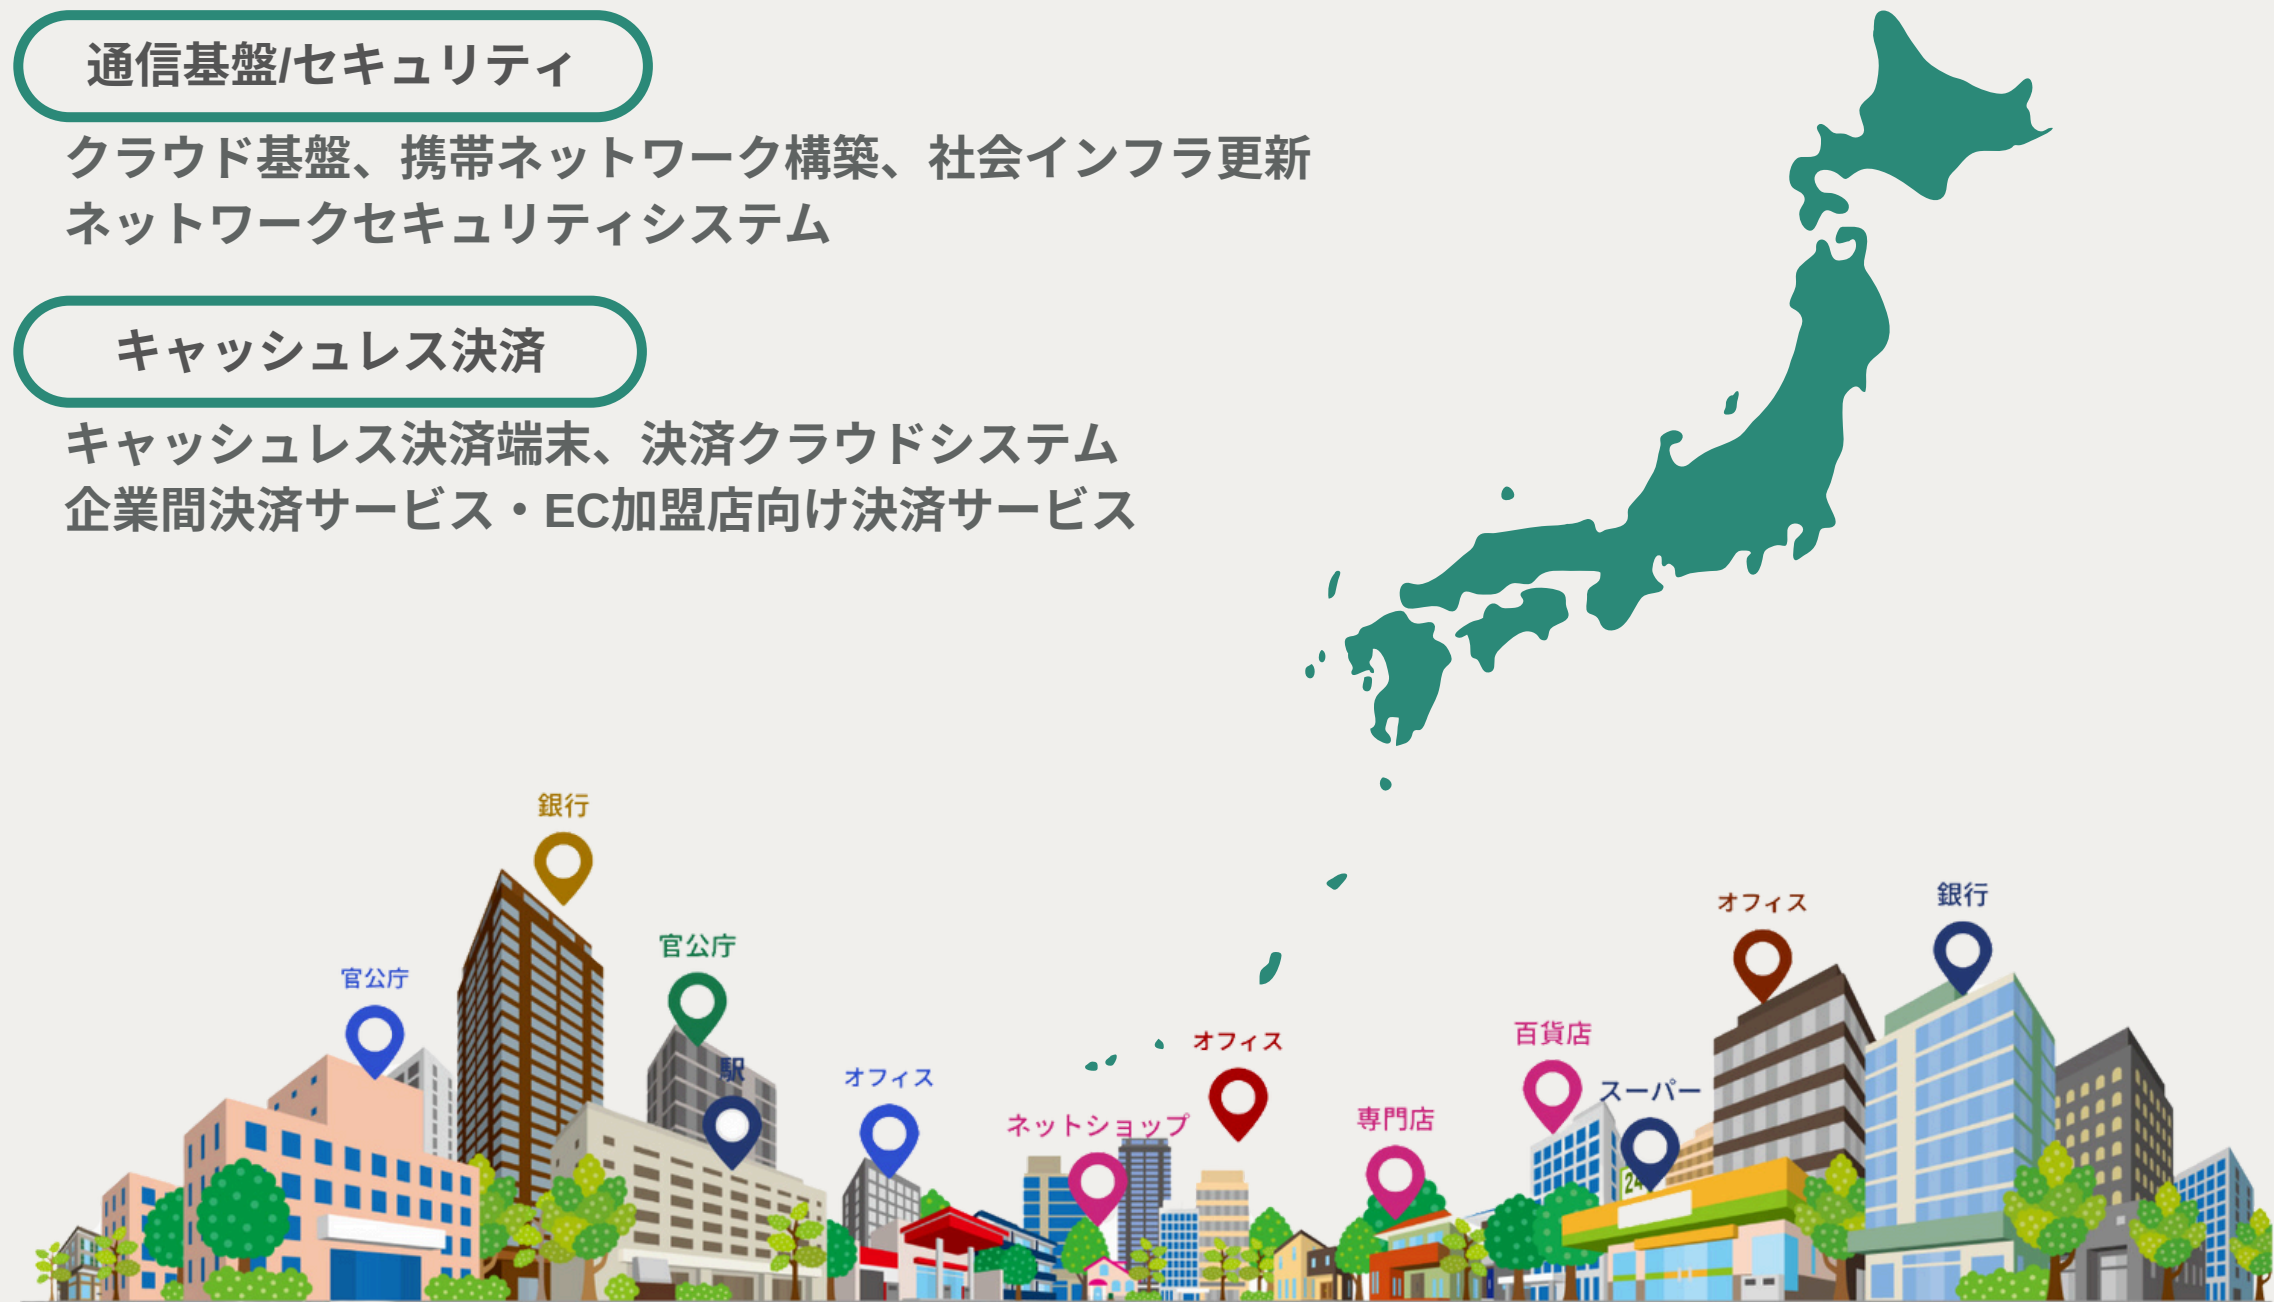 通信基盤/セキュリティ
クラウド基盤、携帯ネットワーク構築、社会インフラ更新
ネットワークセキュリティシステム
キャッシュレス決済
キャッシュレス決済端末、決済クラウドシステム
企業間決済サービス・EC加盟店向け決済サービス
銀行
官公庁
官公庁
駅
オフィス
ネットショップ
オフィス
専門店
百貨店
スーパー
オフィス
銀行
24